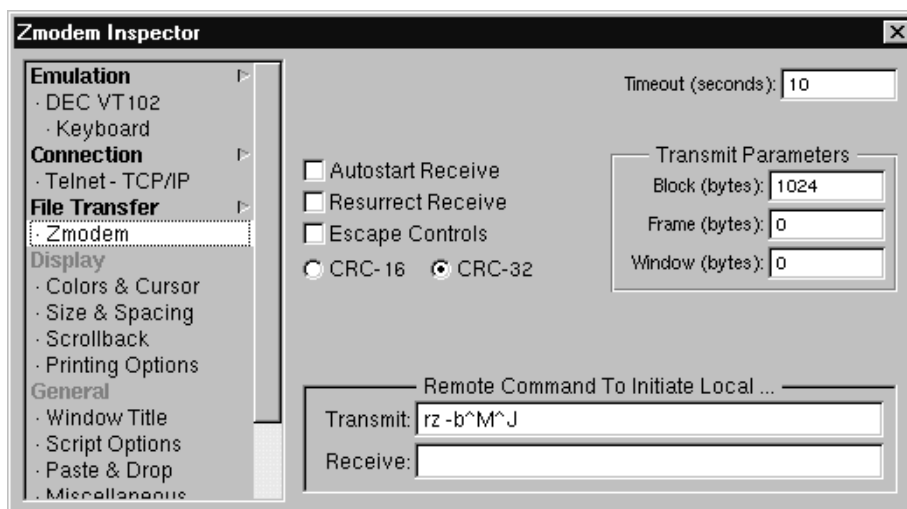 Zmodem Inspector
Emulation
· DEC VT102
· Keyboard
Connection
· Telnet - TCP/IP
File Transfer
· Zmodem
Display
· Colors & Cursor
· Size & Spacing
· Scrollback
· Printing Options
General
· Window Title
· Script Options
· Paste & Drop
· Miscellaneous
Timeout (seconds): 10
Autostart Receive
Resurrect Receive
Escape Controls
CRC-16 CRC-32
Transmit Parameters
Block (bytes): 1024
Frame (bytes): 0
Window (bytes): 0
Remote Command To Initiate Local ...
Transmit: rz -b^M^J
Receive: